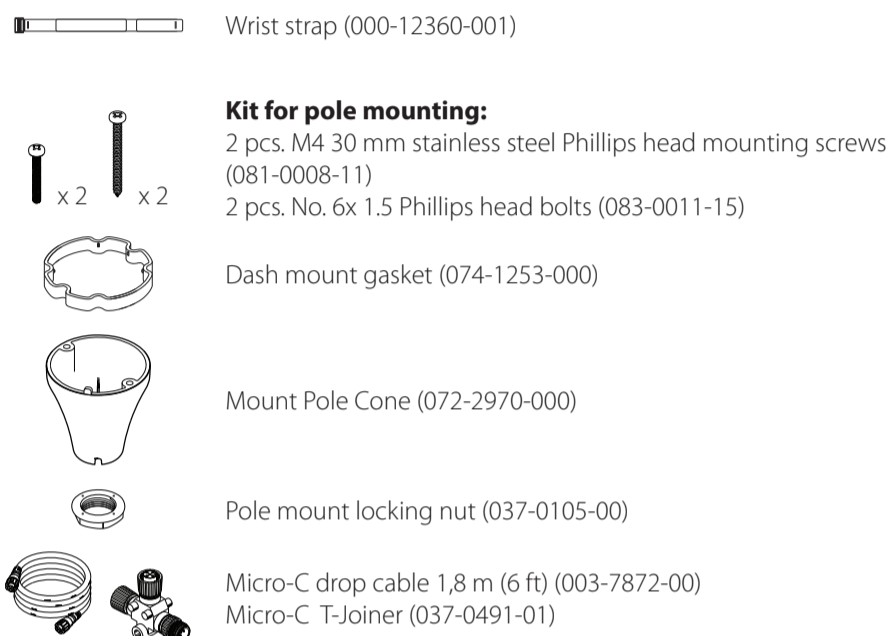 Wrist strap (000-12360-001)
Kit for pole mounting:
2 pcs. M4 30 mm stainless steel Phillips head mounting screws
(081-0008-11)
2 pcs. No. 6x 1.5 Phillips head bolts (083-0011-15)
x 2 x 2
Dash mount gasket (074-1253-000)
Mount Pole Cone (072-2970-000)
Pole mount locking nut (037-0105-00)
Micro-C drop cable 1,8 m (6 ft) (003-7872-00)
Micro-C T-Joiner (037-0491-01)